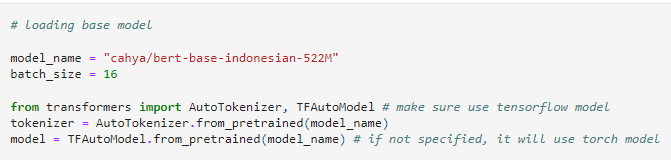 # loading base model
model_name = "cahya/bert-base-indonesian-522M"
batch_size = 16
from transformers import AutoTokenizer, TFAutoModel # make sure use tensorflow model
tokenizer = AutoTokenizer.from_pretrained(model_name)
model = TFAutoModel.from_pretrained(model_name) # if not specified, it will use torch model